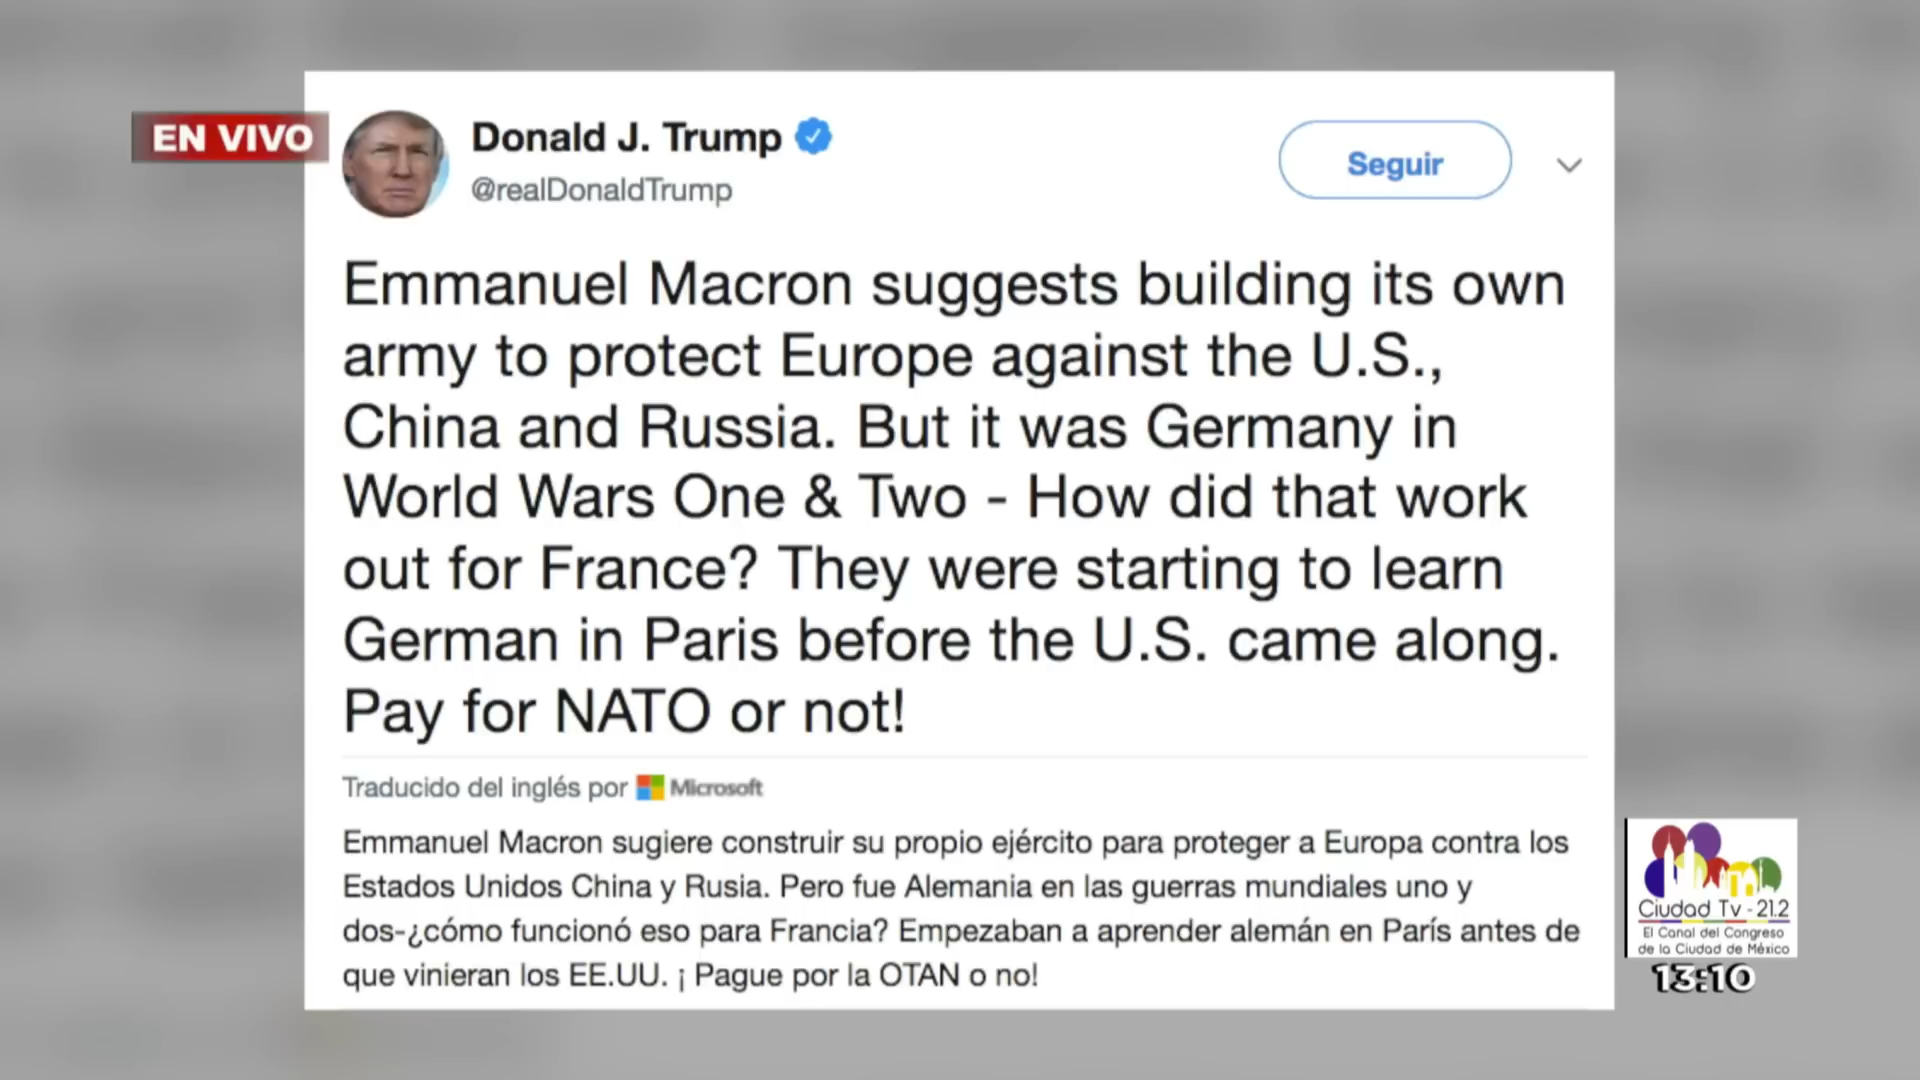 EN VIVO
Donald J. Trump
@realDonaldTrump
Seguir
Emmanuel Macron suggests building its own
army to protect Europe against the U.S.,
China and Russia. But it was Germany in
World Wars One & Two - How did that work
out for France? They were starting to learn
German in Paris before the U.S. came along.
Pay for NATO or not!
Traducido del inglés por Microsoft
Emmanuel Macron sugiere construir su propio ejército para proteger a Europa contra los
Estados Unidos China y Rusia. Pero fue Alemania en las guerras mundiales uno y
dos-¿cómo funcionó eso para Francia? Empezaban a aprender alemán en París antes de
que vinieran los EE.UU. ¡ Pague por la OTAN o no!
Ciudad Tv - 21.2
El Canal del Congreso
de la Ciudad de México
13:10